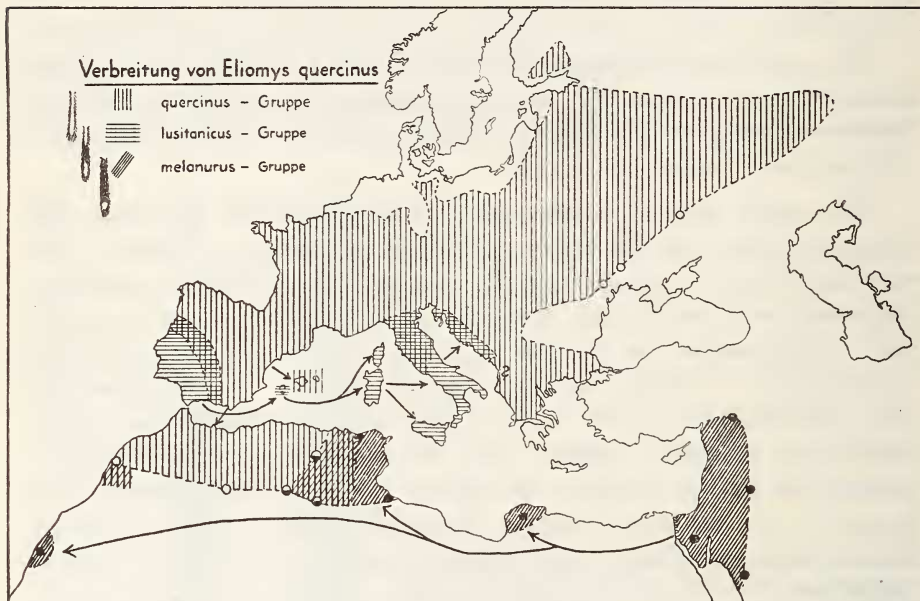 Verbreitung von Eliomys quercinus
quercinus – Gruppe
lusitanicus – Gruppe
melanurus – Gruppe
?